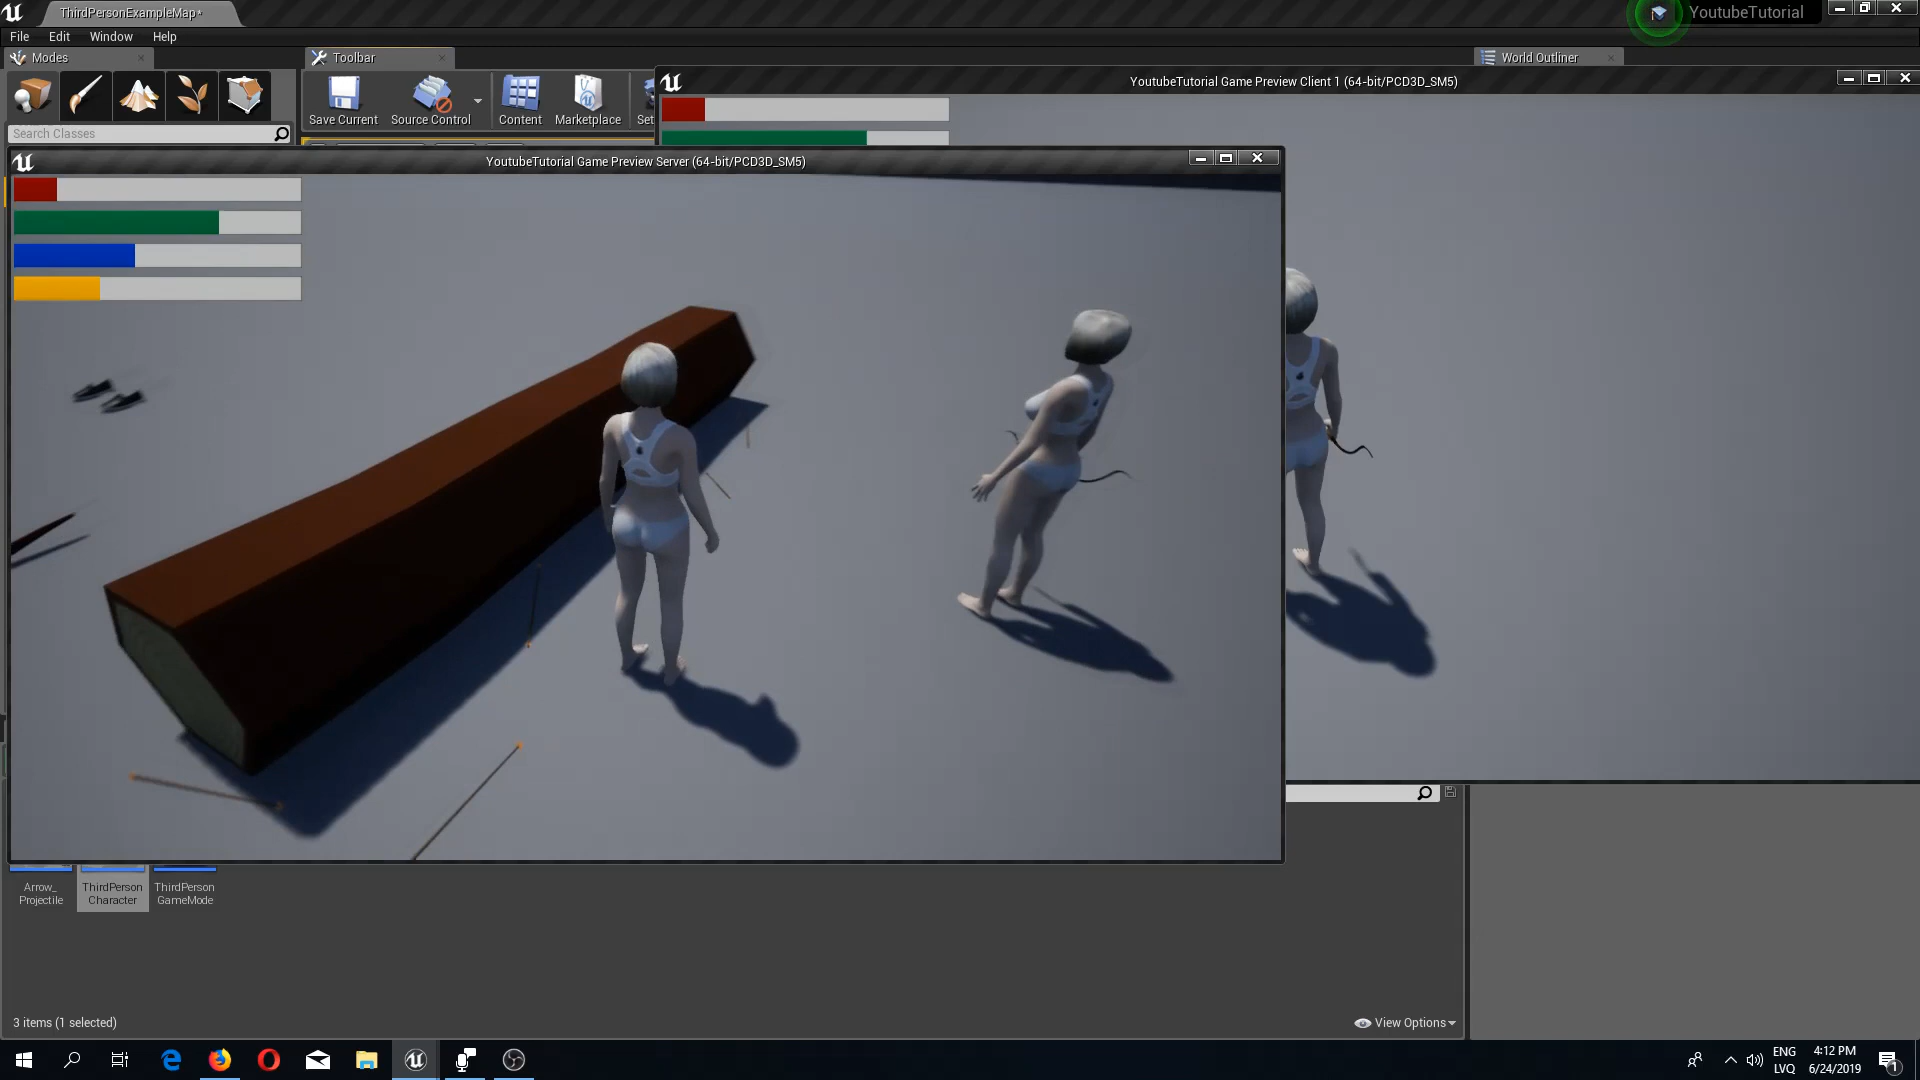 ThirdPersonExampleMap*
YoutubeTutorial
File Edit Window Help
Modes
Toolbar
World Outliner
YoutubeTutorial Game Preview Client 1 (64-bit/PCD3D_SM5)
Save Current
Source Control
Content
Marketplace
Set
Search Classes
YoutubeTutorial Game Preview Server (64-bit/PCD3D_SM5)
Arrow_
Projectile
ThirdPerson
Character
ThirdPerson
GameMode
3 items (1 selected)
View Options
ENG
LVQ
4:12 PM
6/24/2019
1